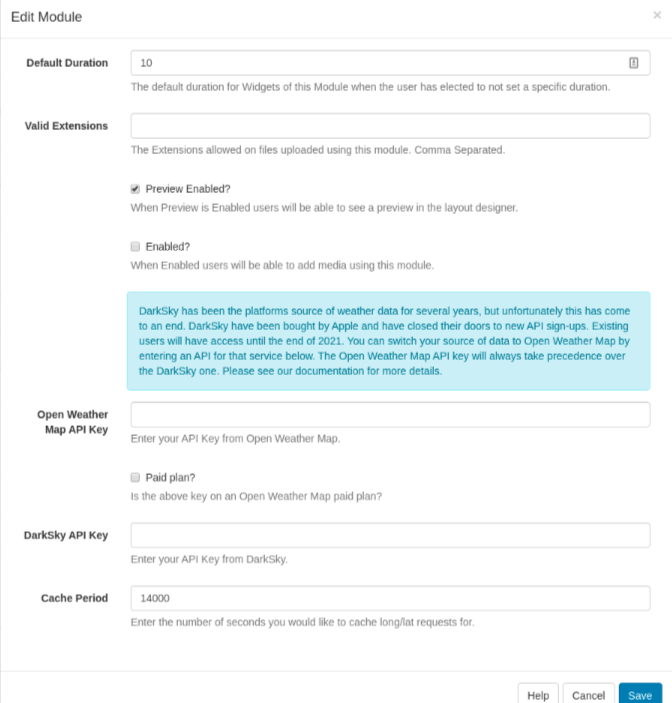 Edit Module
×
Default Duration
10
The default duration for Widgets of this Module when the user has elected to not set a specific duration.
Valid Extensions
The Extensions allowed on files uploaded using this module. Comma Separated.
Preview Enabled?
When Preview is Enabled users will be able to see a preview in the layout designer.
Enabled?
When Enabled users will be able to add media using this module.
DarkSky has been the platforms source of weather data for several years, but unfortunately this has come
to an end. DarkSky have been bought by Apple and have closed their doors to new API sign-ups. Existing
users will have access until the end of 2021. You can switch your source of data to Open Weather Map by
entering an API for that service below. The Open Weather Map API key will always take precedence over
the DarkSky one. Please see our documentation for more details.
Open Weather
Map API Key
Enter your API Key from Open Weather Map.
Paid plan?
Is the above key on an Open Weather Map paid plan?
DarkSky API Key
Enter your API Key from DarkSky.
Cache Period
14000
Enter the number of seconds you would like to cache long/lat requests for.
Help
Cancel
Save